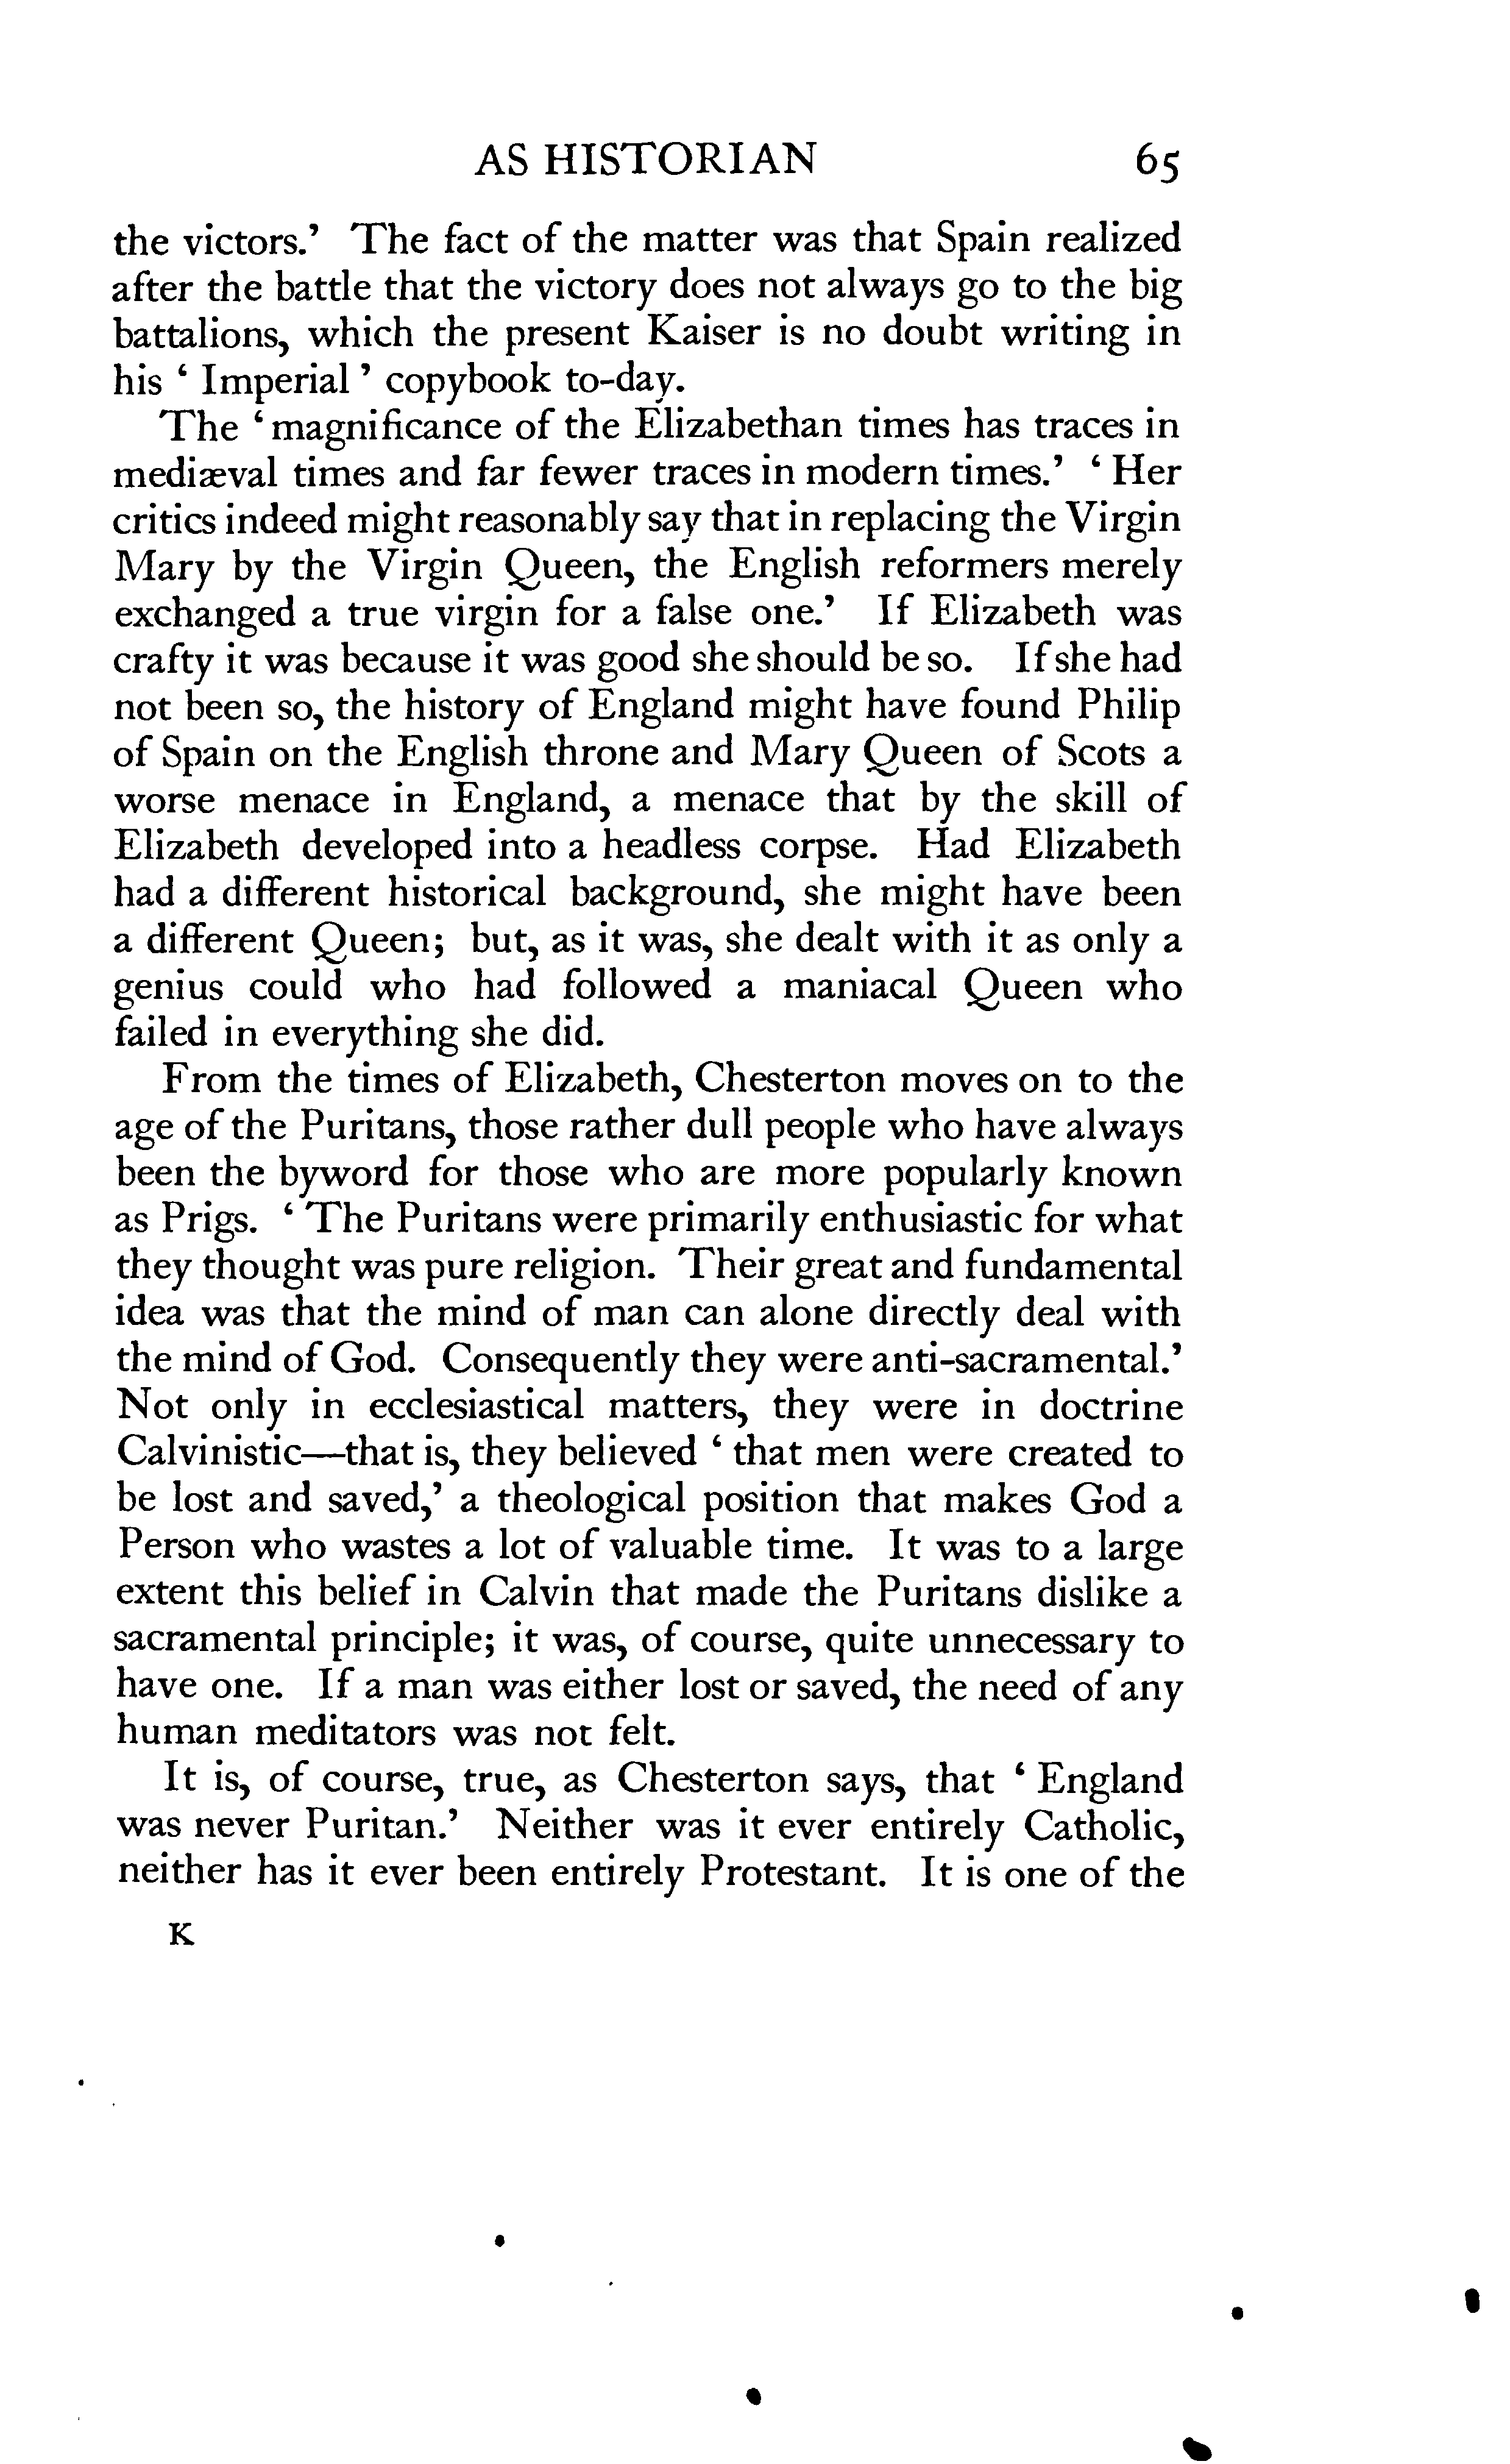 AS HISTORIAN 65
the victors.’ The fact of the matter was that Spain realized
after the battle that the victory does not always go to the big
battalions, which the present Kaiser is no doubt writing in
his ‘ Imperial ’ copybook to-day.
The ‘ magnificance of the Elizabethan times has traces in
mediæval times and far fewer traces in modern times.’ ‘ Her
critics indeed might reasonably say that in replacing the Virgin
Mary by the Virgin Queen, the English reformers merely
exchanged a true virgin for a false one.’ If Elizabeth was
crafty it was because it was good she should be so. If she had
not been so, the history of England might have found Philip
of Spain on the English throne and Mary Queen of Scots a
worse menace in England, a menace that by the skill of
Elizabeth developed into a headless corpse. Had Elizabeth
had a different historical background, she might have been
a different Queen; but, as it was, she dealt with it as only a
genius could who had followed a maniacal Queen who
failed in everything she did.
From the times of Elizabeth, Chesterton moves on to the
age of the Puritans, those rather dull people who have always
been the byword for those who are more popularly known
as Prigs. ‘ The Puritans were primarily enthusiastic for what
they thought was pure religion. Their great and fundamental
idea was that the mind of man can alone directly deal with
the mind of God. Consequently they were anti-sacramental.’
Not only in ecclesiastical matters, they were in doctrine
Calvinistic—that is, they believed ‘ that men were created to
be lost and saved,’ a theological position that makes God a
Person who wastes a lot of valuable time. It was to a large
extent this belief in Calvin that made the Puritans dislike a
sacramental principle; it was, of course, quite unnecessary to
have one. If a man was either lost or saved, the need of any
human meditators was not felt.
It is, of course, true, as Chesterton says, that ‘ England
was never Puritan.’ Neither was it ever entirely Catholic,
neither has it ever been entirely Protestant. It is one of the
K